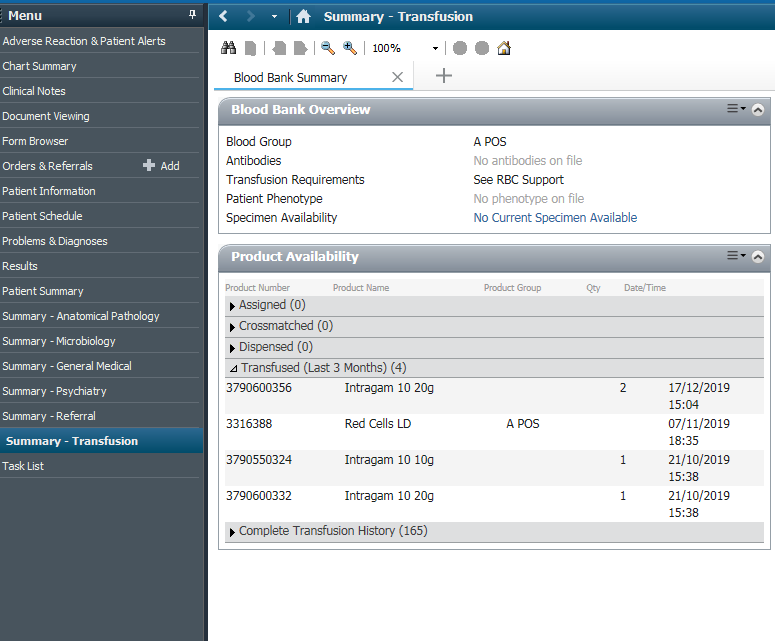 Menu
Adverse Reaction & Patient Alerts
Chart Summary
Clinical Notes
Document Viewing
Form Browser
Orders & Referrals Add
Patient Information
Patient Schedule
Problems & Diagnoses
Results
Patient Summary
Summary - Anatomical Pathology
Summary - Microbiology
Summary - General Medical
Summary - Psychiatry
Summary - Referral
Summary - Transfusion
Task List
Summary - Transfusion
100%
Blood Bank Summary
Blood Bank Overview
Blood Group A POS
Antibodies No antibodies on file
Transfusion Requirements See RBC Support
Patient Phenotype No phenotype on file
Specimen Availability No Current Specimen Available
Product Availability
Product Number Product Name Product Group Qty Date/Time
Assigned (0)
Crossmatched (0)
Dispensed (0)
Transfused (Last 3 Months) (4)
3790600356 Intragam 10 20g 2 17/12/2019
15:04
3316388 Red Cells LD A POS 07/11/2019
18:35
3790550324 Intragam 10 10g 1 21/10/2019
15:38
3790600332 Intragam 10 20g 1 21/10/2019
15:38
Complete Transfusion History (165)